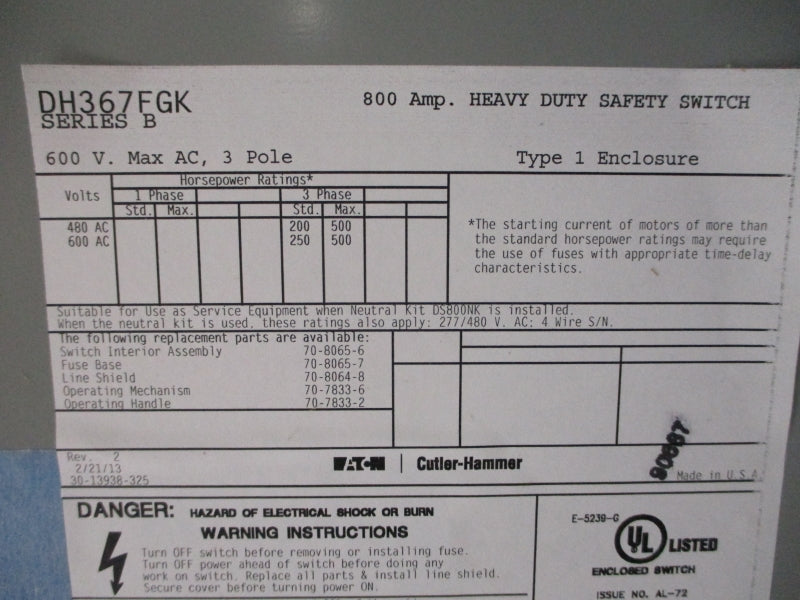 DH367FGK
800 Amp. HEAVY DUTY SAFETY SWITCH
SERIES B
600 V. Max AC, 3 Pole
Type 1 Enclosure
Horsepower Ratings*
Volts
1 Phase
3 Phase
Std. Max.
Std. Max.
480 AC 200 500
600 AC 250 500
*The starting current of motors of more than
the standard horsepower ratings may require
the use of fuses with appropriate time-delay
characteristics.
Suitable for Use as Service Equipment when Neutral Kit DS800NK is installed.
When the neutral kit is used, these ratings also apply: 277/480 V. AC: 4 Wire S/N.
The following replacement parts are available:
Switch Interior Assembly 70-8065-6
Fuse Base 70-8065-7
Line Shield 70-8064-8
Operating Mechanism 70-7833-6
Operating Handle 70-7833-2
Rev. 2
2/21/13
30-13938-325
EATON | Cutler-Hammer
Made in U.S.A.
DANGER: HAZARD OF ELECTRICAL SHOCK OR BURN
WARNING INSTRUCTIONS
Turn OFF switch before removing or installing fuse.
Turn OFF power ahead of switch before doing any
work on switch. Replace all parts & install line shield.
Secure cover before turning power ON.
E-5239-G
UL LISTED
ENCLOSED SWITCH
ISSUE NO. AL-72